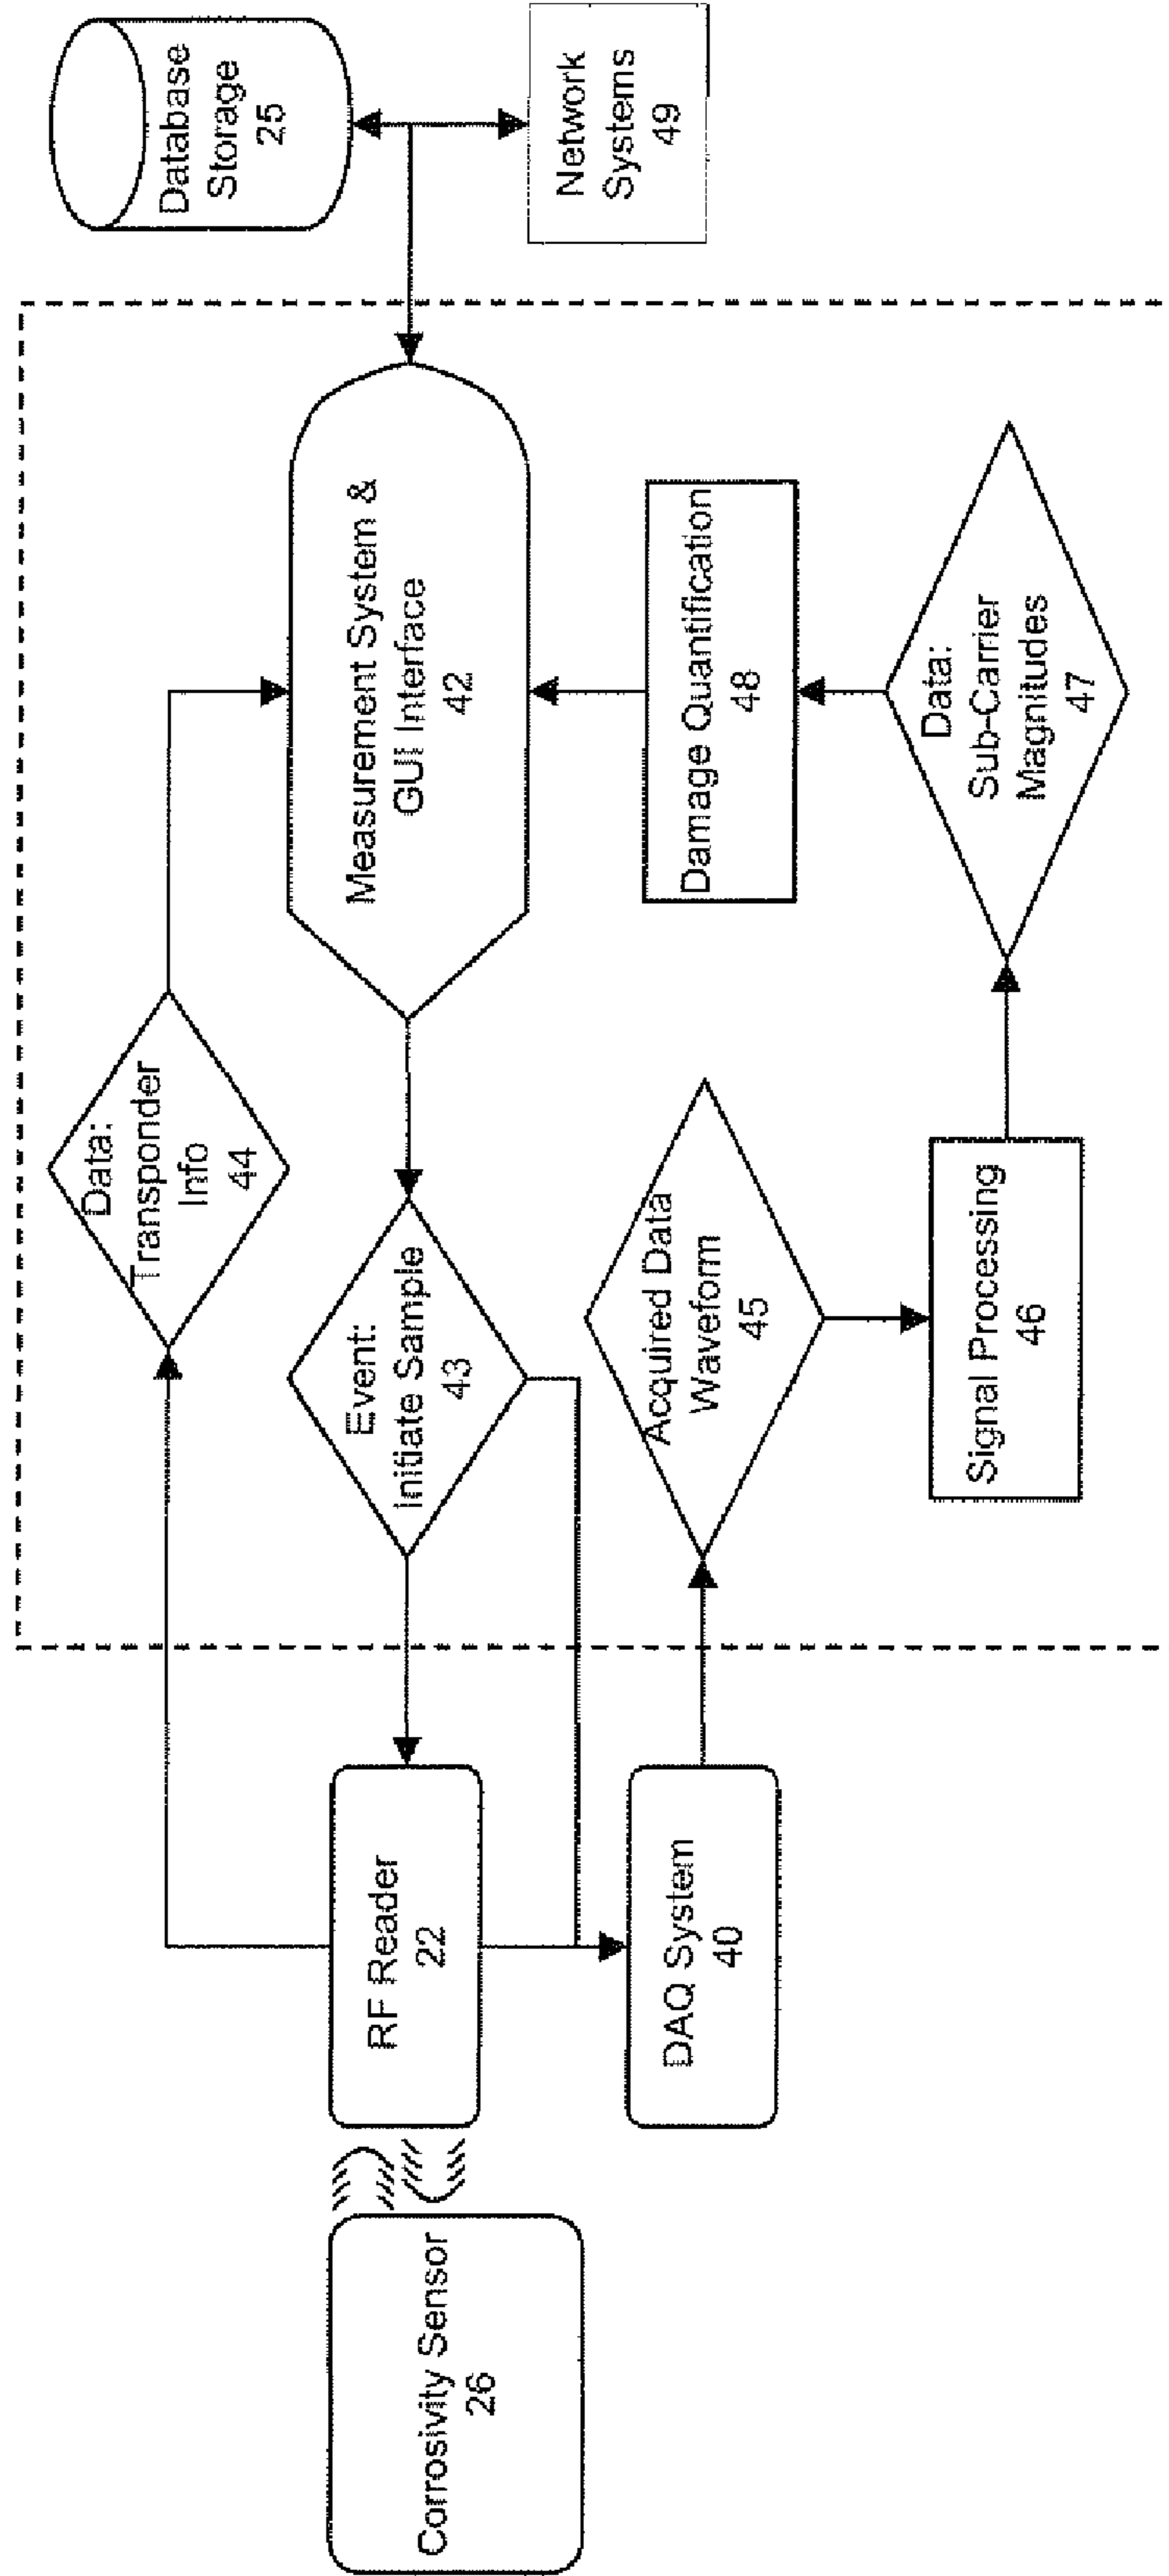 Corrosivity Sensor
26
RF Reader
22
DAQ System
40
Data:
Transponder
Info
44
Event:
Initiate Sample
43
Acquired Data
Waveform
45
Signal Processing
46
Data:
Sub-Carrier
Magnitudes
47
Damage Quantification
48
Measurement System &
GUI Interface
42
Database
Storage
25
Network
Systems
49